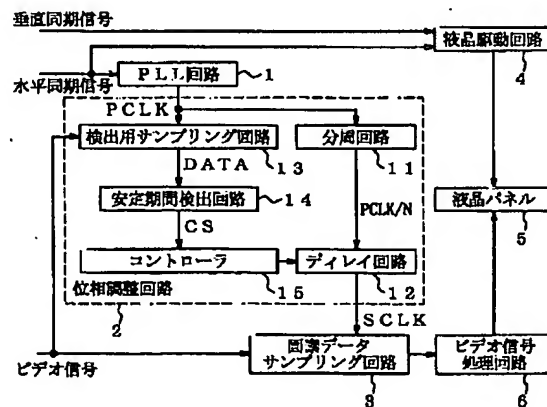 垂直同期信号
液晶駆動回路
4
水平同期信号
PLL回路
1
PCLK
検出用サンプリング回路
13
分周回路
11
DATA
安定期間検出回路
14
PCLK/N
液晶パネル
5
CS
コントローラ
15
ディレイ回路
12
位相調整回路
2
SCLK
ビデオ信号
画素データ
サンプリング回路
3
ビデオ信号
処理回路
6